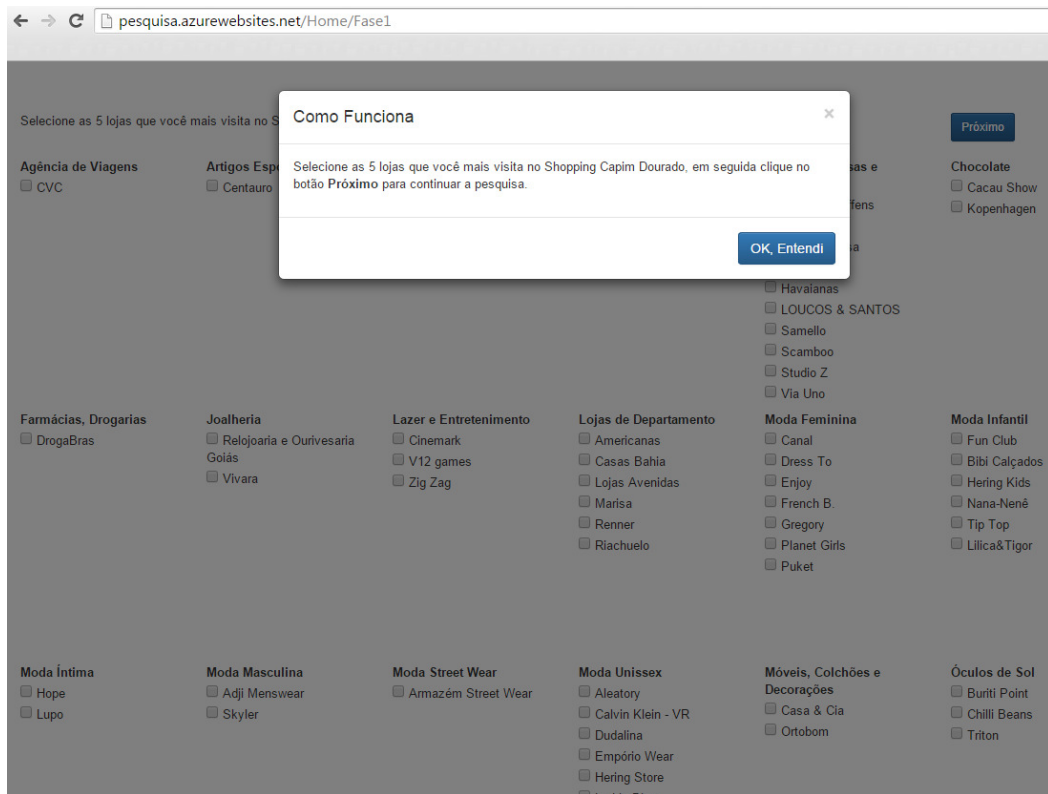 pesquisa.azurewebsites.net/Home/Fase1
Selecione as 5 lojas que você mais visita no S
Próximo
Como Funciona
×
Selecione as 5 lojas que você mais visita no Shopping Capim Dourado, em seguida clique no
botão Próximo para continuar a pesquisa.
OK, Entendi
Agência de Viagens
CVC
Artigos Espo
Centauro
sas e
ffens
sa
Havaianas
LOUCOS & SANTOS
Samello
Scamboo
Studio Z
Via Uno
Chocolate
Cacau Show
Kopenhagen
Farmácias, Drogarias
DrogaBras
Joalheria
Relojoaria e Ourivesaria
Goiás
Vivara
Lazer e Entretenimento
Cinemark
V12 games
Zig Zag
Lojas de Departamento
Americanas
Casas Bahia
Lojas Avenidas
Marisa
Renner
Riachuelo
Moda Feminina
Canal
Dress To
Enjoy
French B.
Gregory
Planet Girls
Puket
Moda Infantil
Fun Club
Bibi Calçados
Hering Kids
Nana-Nenê
Tip Top
Lilica&Tigor
Moda Íntima
Hope
Lupo
Moda Masculina
Adji Menswear
Skyler
Moda Street Wear
Armazém Street Wear
Moda Unissex
Aleatory
Calvin Klein - VR
Dudalina
Empório Wear
Hering Store
Móveis, Colchões e
Decorações
Casa & Cia
Ortobom
Óculos de Sol
Buriti Point
Chilli Beans
Triton